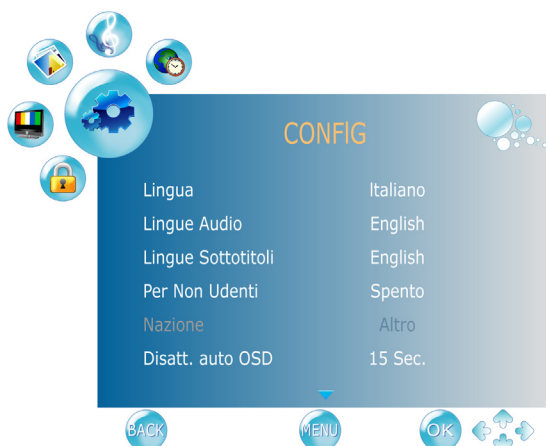 CONFIG
Lingua Italiano
Lingue Audio English
Lingue Sottotitoli English
Per Non Udenti Spento
Nazione Altro
Disatt. auto OSD 15 Sec.
BACK MENU OK